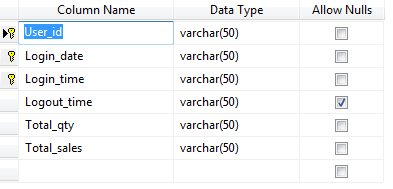 Column Name Data Type Allow Nulls
User_id varchar(50)
Login_date varchar(50)
Login_time varchar(50)
Logout_time varchar(50)
Total_qty varchar(50)
Total_sales varchar(50)